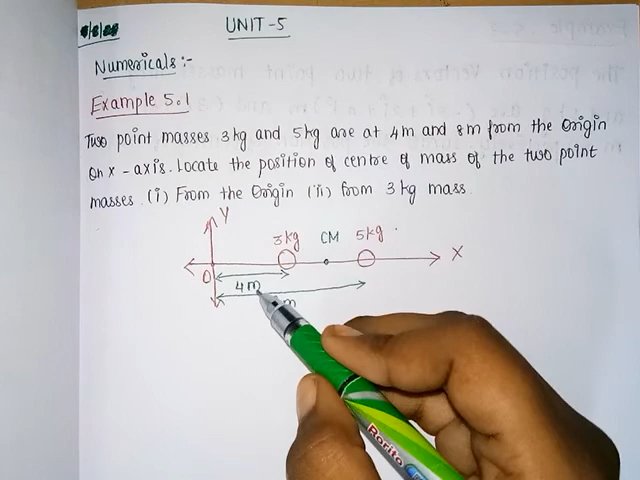 UNIT-5
Numericals:-
Example 5.1
Two point masses 3kg and 5kg are at 4m and 8m from the Origin
on X-axis. Locate the position of centre of mass of the two point
masses (i) From the Origin (ii) from 3kg mass.
Y
3kg CM 5kg
X
O
4m
m
Rorito